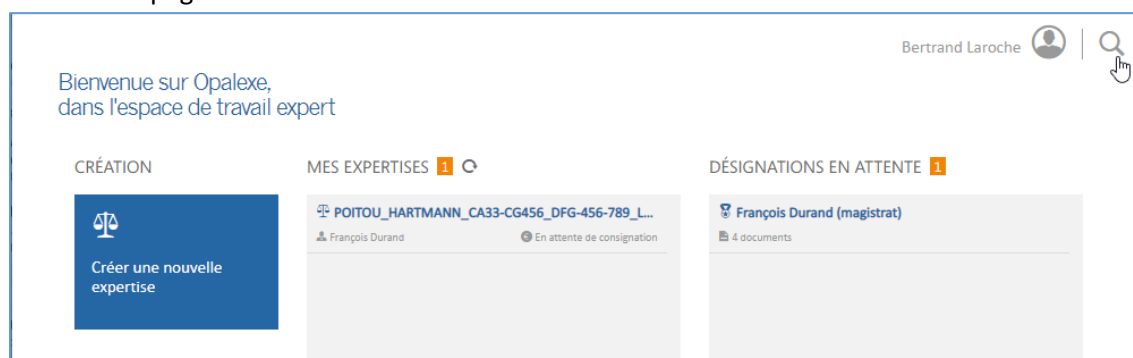 Bertrand Laroche
Bienvenue sur Opalexe,
dans l'espace de travail expert
CRÉATION
MES EXPERTISES 1
DÉSIGNATIONS EN ATTENTE 1
Créer une nouvelle
expertise
POITOU_HARTMANN_CA33-CG456_DFG-456-789_L...
François Durand
En attente de consignation
François Durand (magistrat)
4 documents